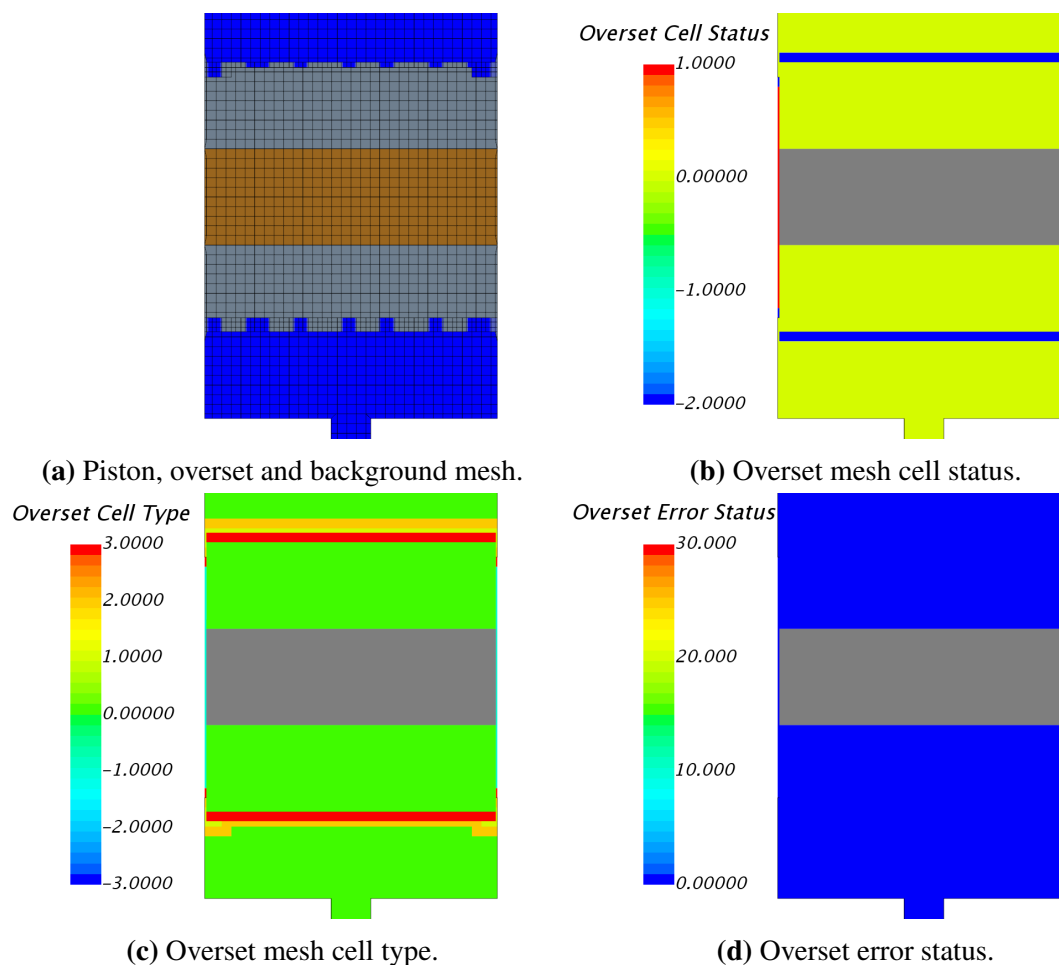 Overset Cell Status
1.0000
0.00000
-1.0000
-2.0000
(a) Piston, overset and background mesh.
(b) Overset mesh cell status.
Overset Cell Type
3.0000
2.0000
1.0000
0.00000
-1.0000
-2.0000
-3.0000
Overset Error Status
30.000
20.000
10.000
0.00000
(c) Overset mesh cell type.
(d) Overset error status.